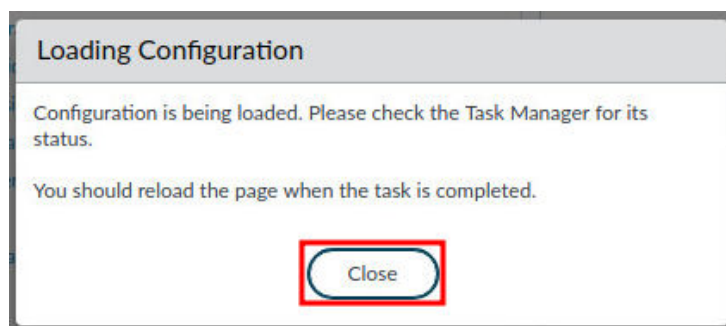 Loading Configuration
Configuration is being loaded. Please check the Task Manager for its
status.
You should reload the page when the task is completed.
Close